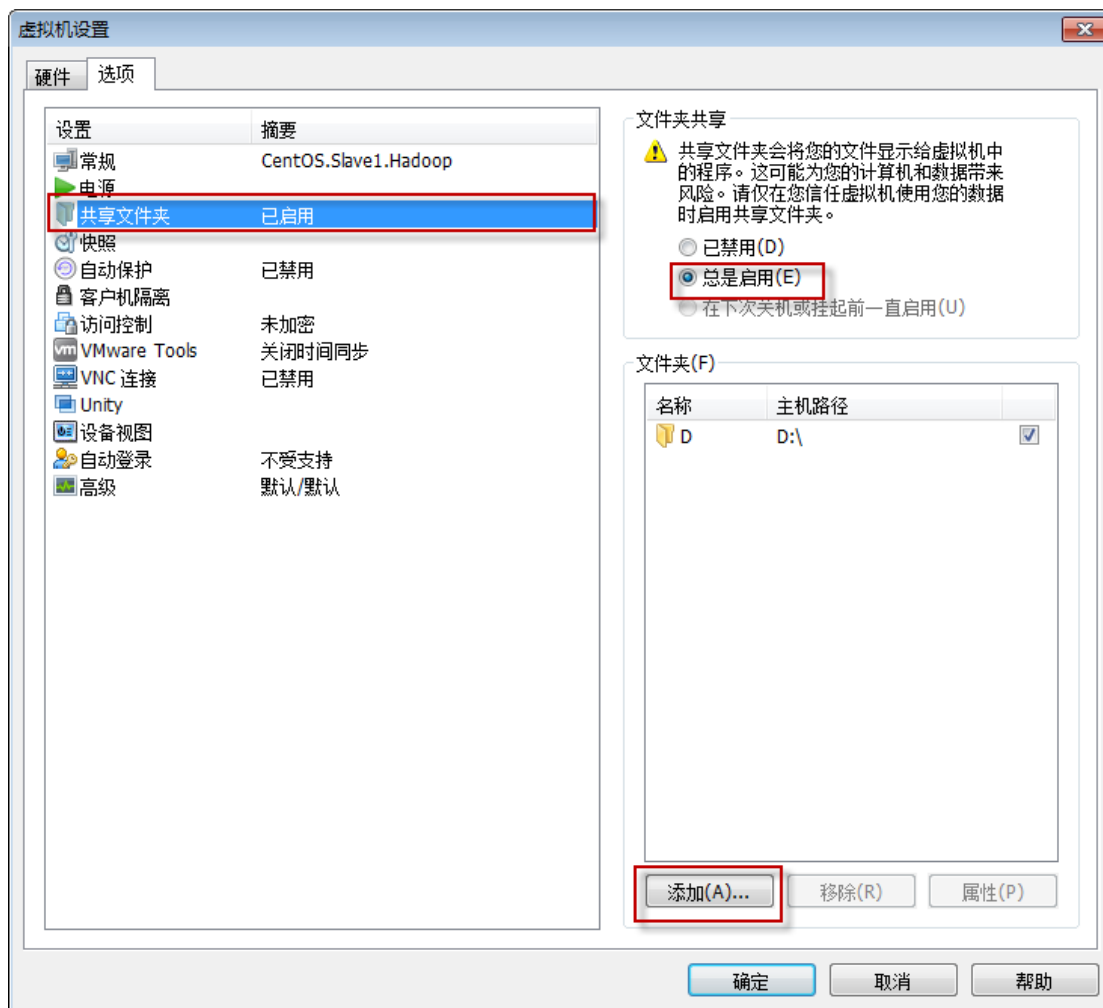 虚拟机设置
硬件 选项
设置 摘要
常规 CentOS.Slave1.Hadoop
电源
共享文件夹 已启用
快照
自动保护 已禁用
客户机隔离
访问控制 未加密
vm VMware Tools 关闭时间同步
VNC 连接 已禁用
Unity
设备视图
自动登录 不受支持
高级 默认/默认
文件夹共享
共享文件夹会将您的文件显示给虚拟机中
的程序。这可能为您的计算机和数据带来
风险。请仅在您信任虚拟机使用您的数据
时启用共享文件夹。
已禁用(D)
总是启用(E)
在下次关机或挂起前一直启用(U)
文件夹(F)
名称 主机路径
D D:\
添加(A)... 移除(R) 属性(P)
确定 取消 帮助